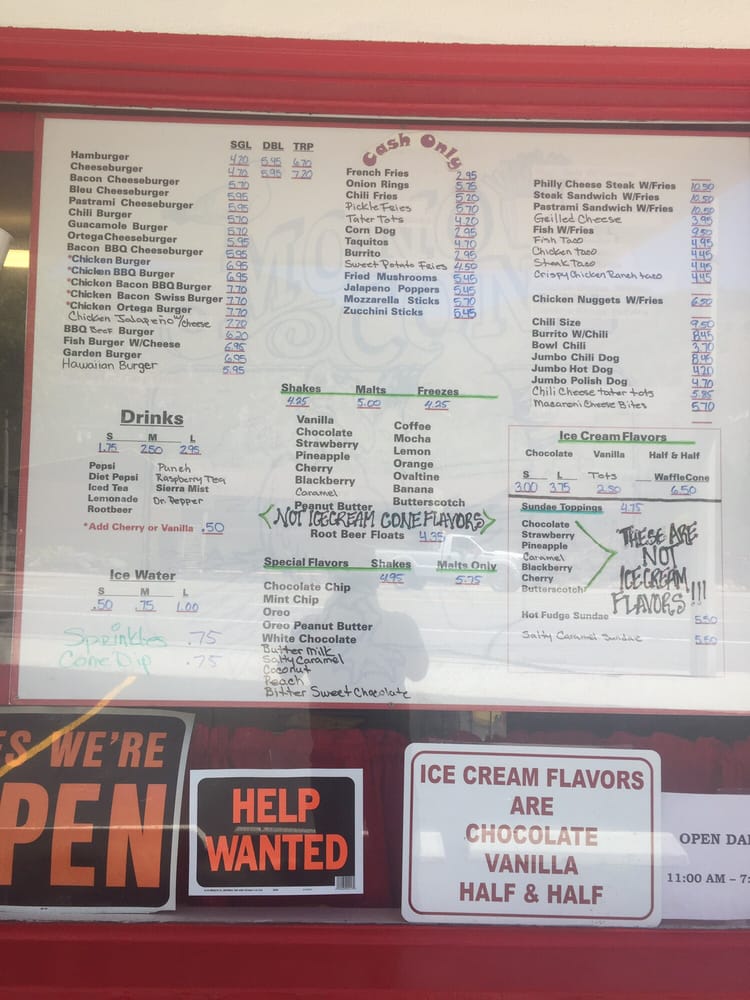 SGL DBL TRP
Hamburger 4.20 5.45 6.70
Cheeseburger 4.70 5.95 7.20
Bacon Cheeseburger 5.70
Bleu Cheeseburger 5.95
Pastrami Cheeseburger 5.95
Chili Burger 5.70
Guacamole Burger 5.70
Ortega Cheeseburger 5.95
Bacon BBQ Cheeseburger 5.95
*Chicken Burger 6.95
*Chicken BBQ Burger 6.95
*Chicken Bacon BBQ Burger 7.70
*Chicken Bacon Swiss Burger 7.70
*Chicken Ortega Burger 7.70
Chicken Jalapeño w/cheese 7.70
BBQ Beef Burger 6.20
Fish Burger W/Cheese 6.95
Garden Burger 6.95
Hawaiian Burger 5.95
Cash Only
French Fries 2.95
Onion Rings 5.75
Chili Fries 5.20
Pickle Fries 5.70
Tater Tots 4.20
Corn Dog 2.95
Taquitos 4.70
Burrito 2.95
Sweet Potato Fries 4.50
Fried Mushrooms 5.45
Jalapeno Poppers 5.45
Mozzarella Sticks 5.70
Zucchini Sticks 5.45
Philly Cheese Steak W/Fries 10.50
Steak Sandwich W/Fries 10.50
Pastrami Sandwich W/Fries 10.50
Grilled Cheese 3.95
Fish W/Fries 9.50
Fish Taco 4.95
Chicken taco 4.45
Steak Taco 4.45
Crispy Chicken Ranch taco 4.45
Chicken Nuggets W/Fries 6.50
Chili Size 9.50
Burrito W/Chili 8.45
Bowl Chili 3.70
Jumbo Chili Dog 8.45
Jumbo Hot Dog 4.20
Jumbo Polish Dog 4.70
Chili Cheese tater tots 5.85
Macaroni Cheese Bites 5.70
Drinks
S M L
1.75 2.50 2.95
Pepsi Punch
Diet Pepsi Raspberry Tea
Iced Tea Sierra Mist
Lemonade Dr. Pepper
Rootbeer
*Add Cherry or Vanilla .50
Ice Water
S M L
.50 .75 1.00
Sprinkles .75
Cone Dip .75
Shakes Malts Freezes
4.25 5.00 4.25
Vanilla Coffee
Chocolate Mocha
Strawberry Lemon
Pineapple Orange
Cherry Ovaltine
Blackberry Banana
Caramel Butterscotch
Peanut Butter
<NOT ICECREAM CONE FLAVORS>
Root Beer Floats 4.35
Special Flavors Shakes Malts Only
4.95 5.75
Chocolate Chip
Mint Chip
Oreo
Oreo Peanut Butter
White Chocolate
Butter Milk
Salty Caramel
Coconut
Peach
Bitter Sweet Chocolate
Ice Cream Flavors
Chocolate Vanilla Half & Half
S L Tots WaffleCone
3.00 3.75 2.50 6.50
Sundae Toppings 4.75
Chocolate
Strawberry
Pineapple
Caramel
Blackberry
Cherry
Butterscotch
THESE ARE
NOT
ICECREAM
FLAVORS!!!
Hot Fudge Sundae 5.50
Salty Caramel Sundae 5.50
ES WE'RE
PEN
HELP
WANTED
ICE CREAM FLAVORS
ARE
CHOCOLATE
VANILLA
HALF & HALF
OPEN DAI
11:00 AM – 7: